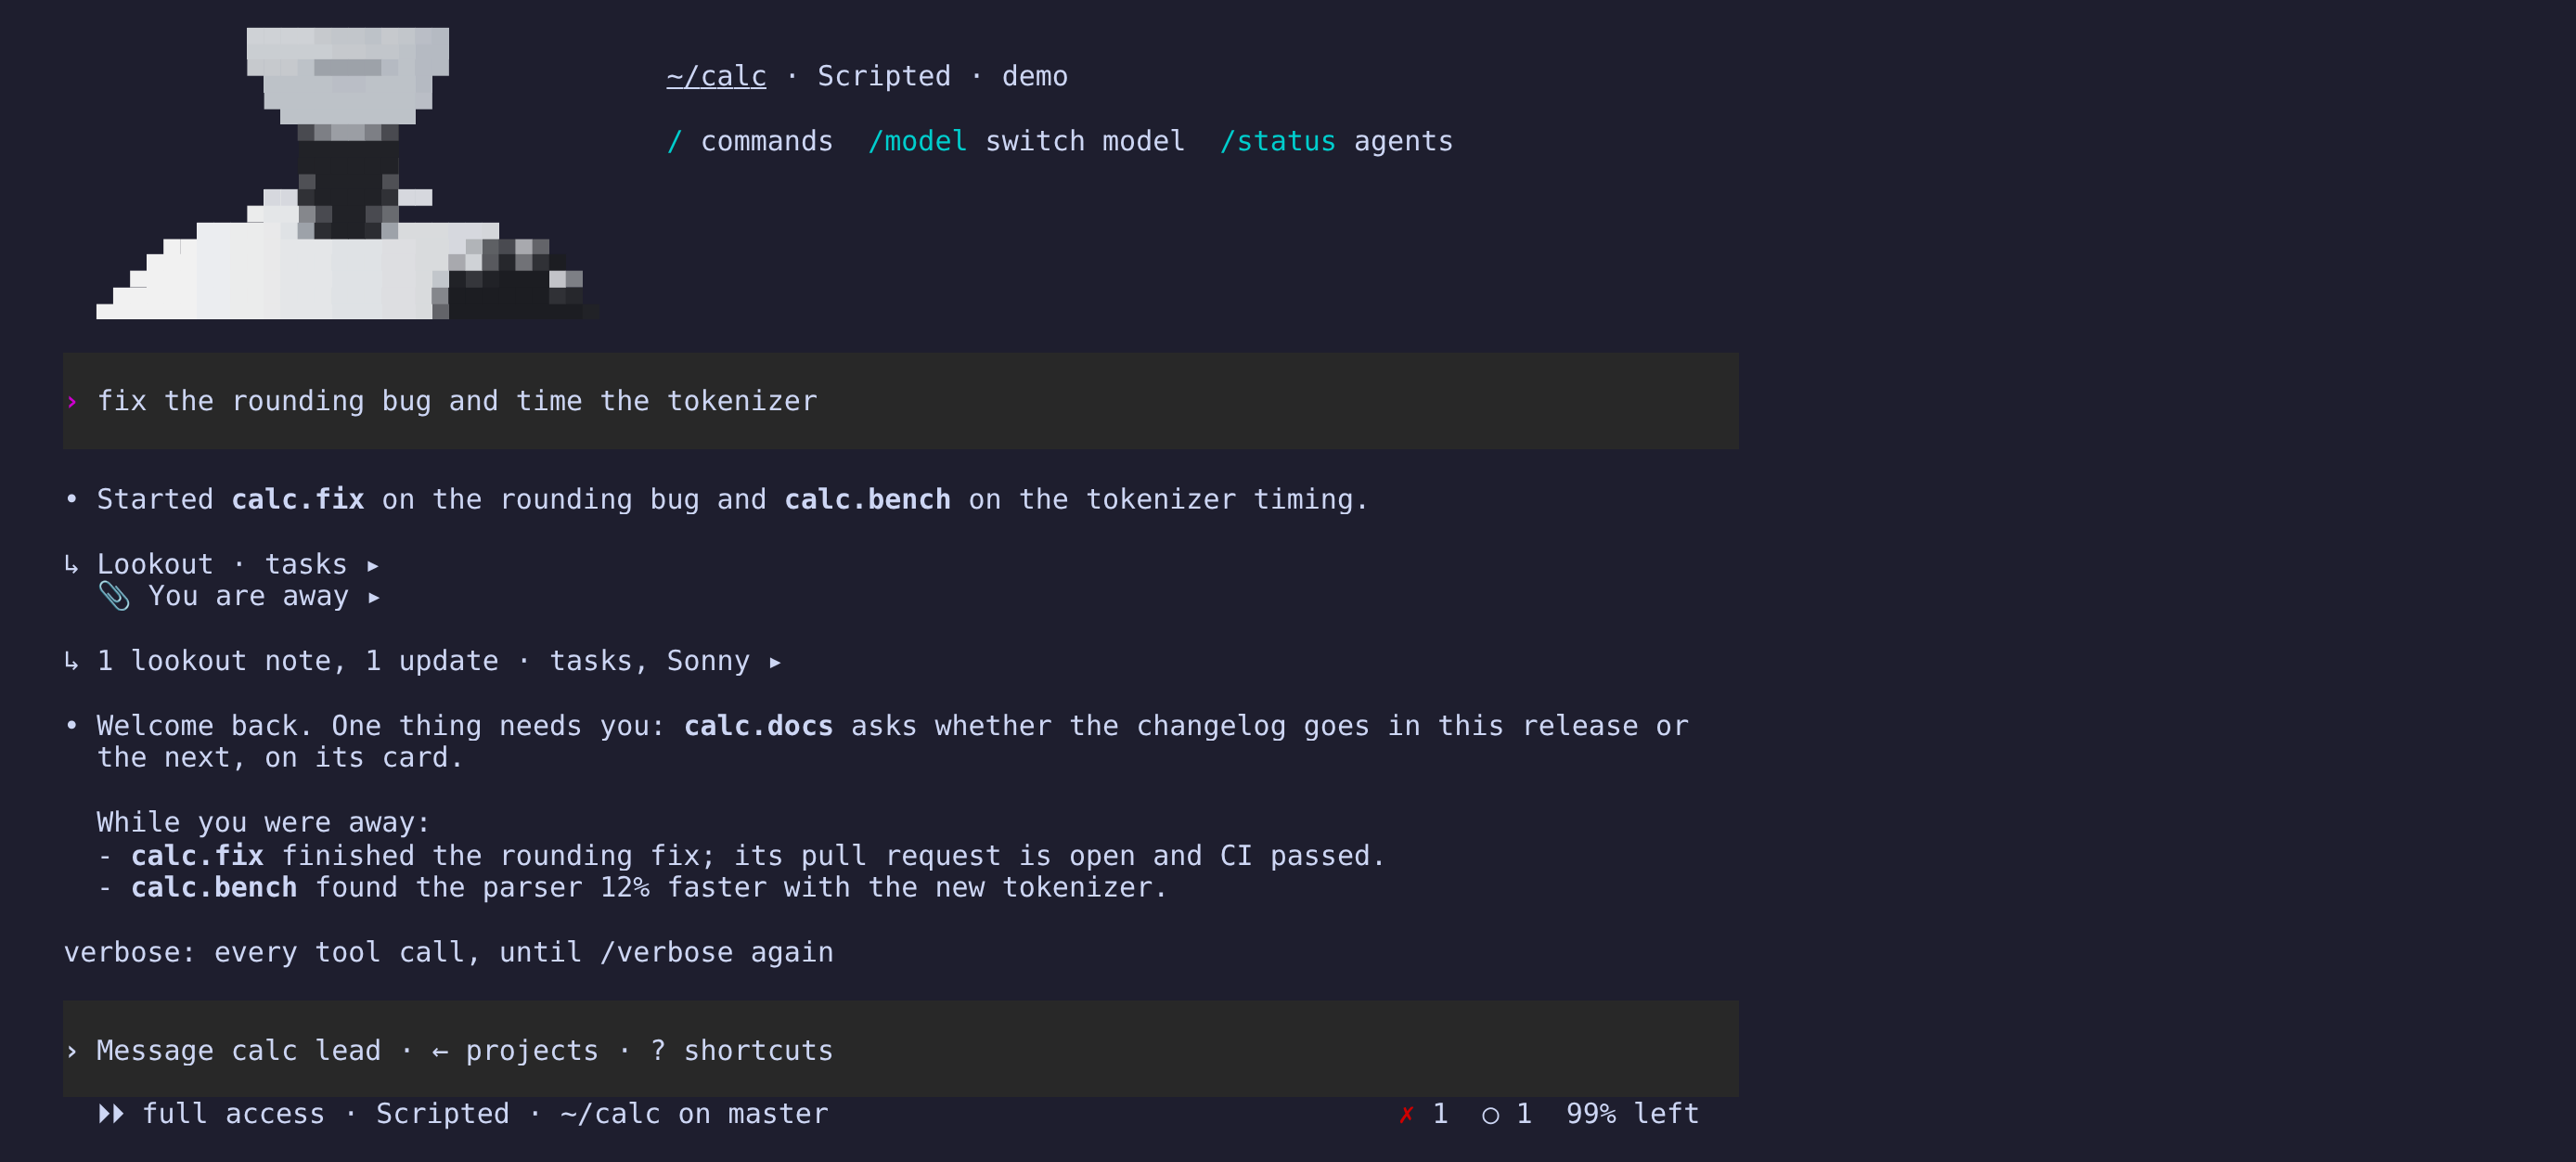 ~/calc · Scripted · demo
/ commands  /model switch model  /status agents
› fix the rounding bug and time the tokenizer
• Started calc.fix on the rounding bug and calc.bench on the tokenizer timing.
↳ Lookout · tasks ▸
📎 You are away ▸
↳ 1 lookout note, 1 update · tasks, Sonny ▸
• Welcome back. One thing needs you: calc.docs asks whether the changelog goes in this release or
the next, on its card.
While you were away:
- calc.fix finished the rounding fix; its pull request is open and CI passed.
- calc.bench found the parser 12% faster with the new tokenizer.
verbose: every tool call, until /verbose again
› Message calc lead · ← projects · ? shortcuts
⏵⏵ full access · Scripted · ~/calc on master  ✗ 1  ○ 1  99% left